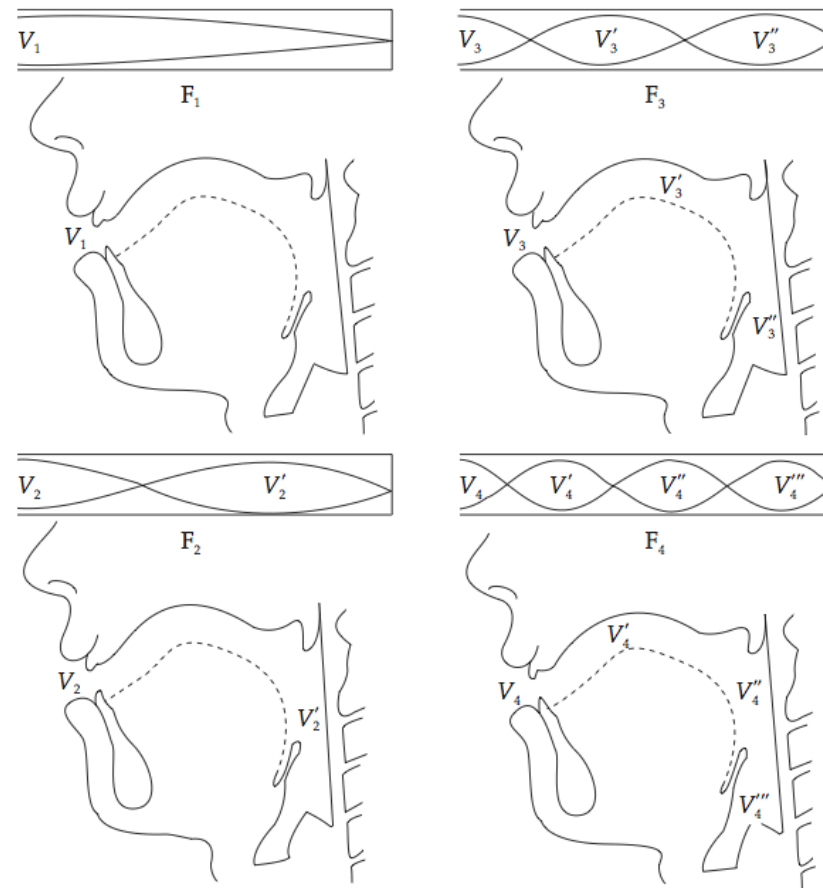 V₁
F₁
V₁
V₃ V₃′ V₃″
F₃
V₃′
V₃
V₃″
V₂ V₂′
F₂
V₂
V₂′
V₄ V₄′ V₄″ V₄‴
F₄
V₄′
V₄ V₄″
V₄‴